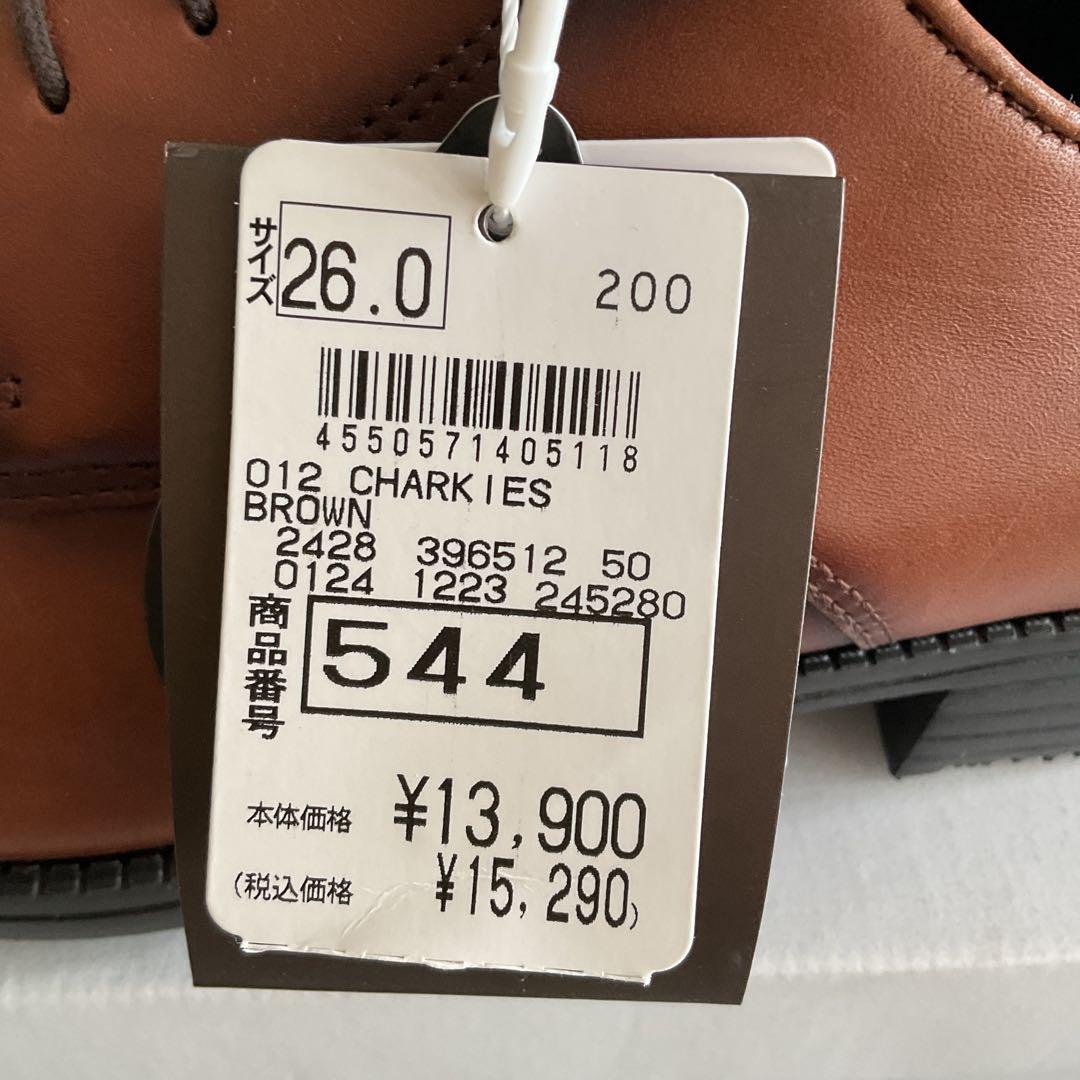 サイズ 26.0 200
4550571405118
012 CHARKIES
BROWN
2428 396512 50
0124 1223 245280
商品番号 544
本体価格 ¥13,900
(税込価格 ¥15,290)